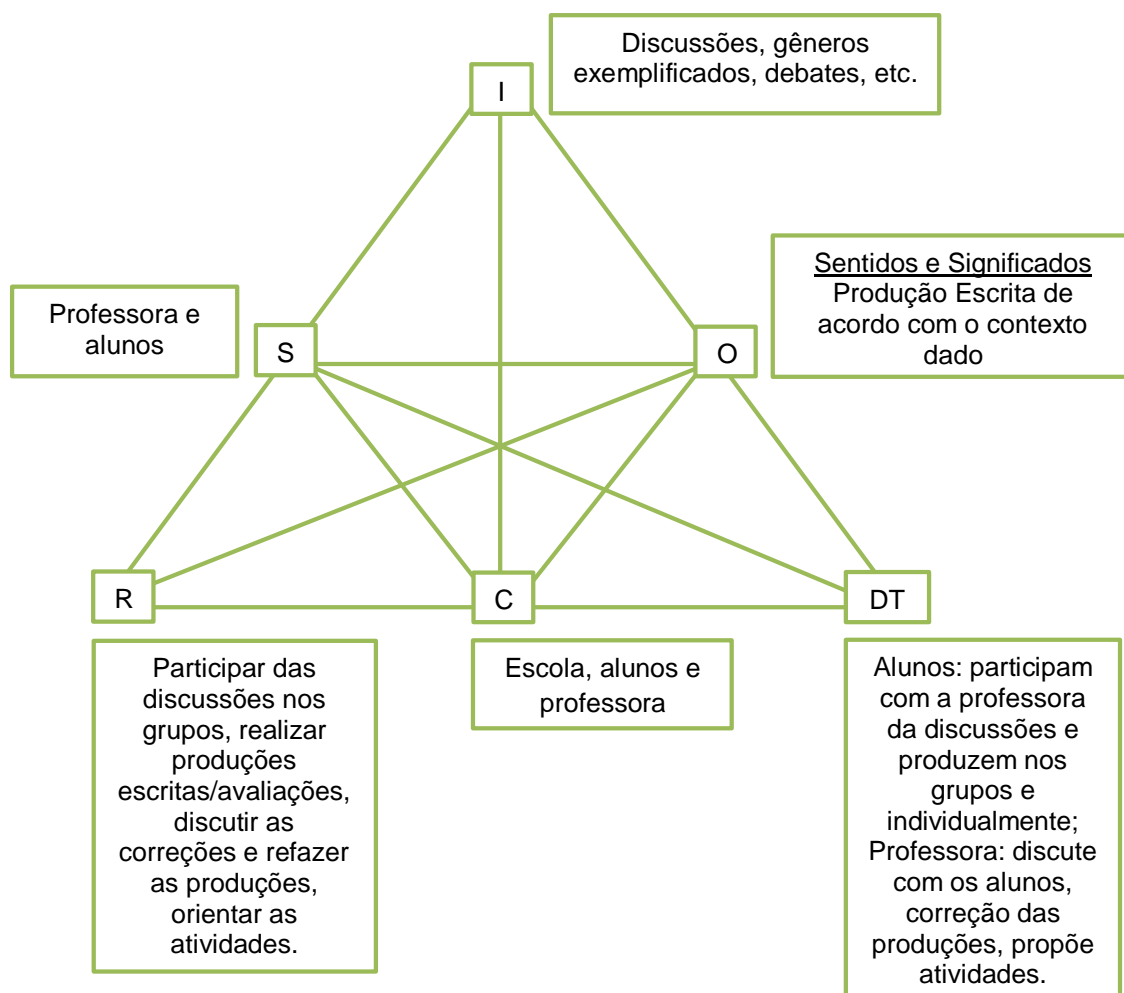 Discussões, gêneros
exemplificados, debates, etc.
I
Sentidos e Significados
Produção Escrita de
acordo com o contexto
dado
Professora e
alunos
S
O
R
C
DT
Participar das
discussões nos
grupos, realizar
produções
escritas/avaliações,
discutir as
correções e refazer
as produções,
orientar as
atividades.
Escola, alunos e
professora
Alunos: participam
com a professora
da discussões e
produzem nos
grupos e
individualmente;
Professora: discute
com os alunos,
correção das
produções, propõe
atividades.